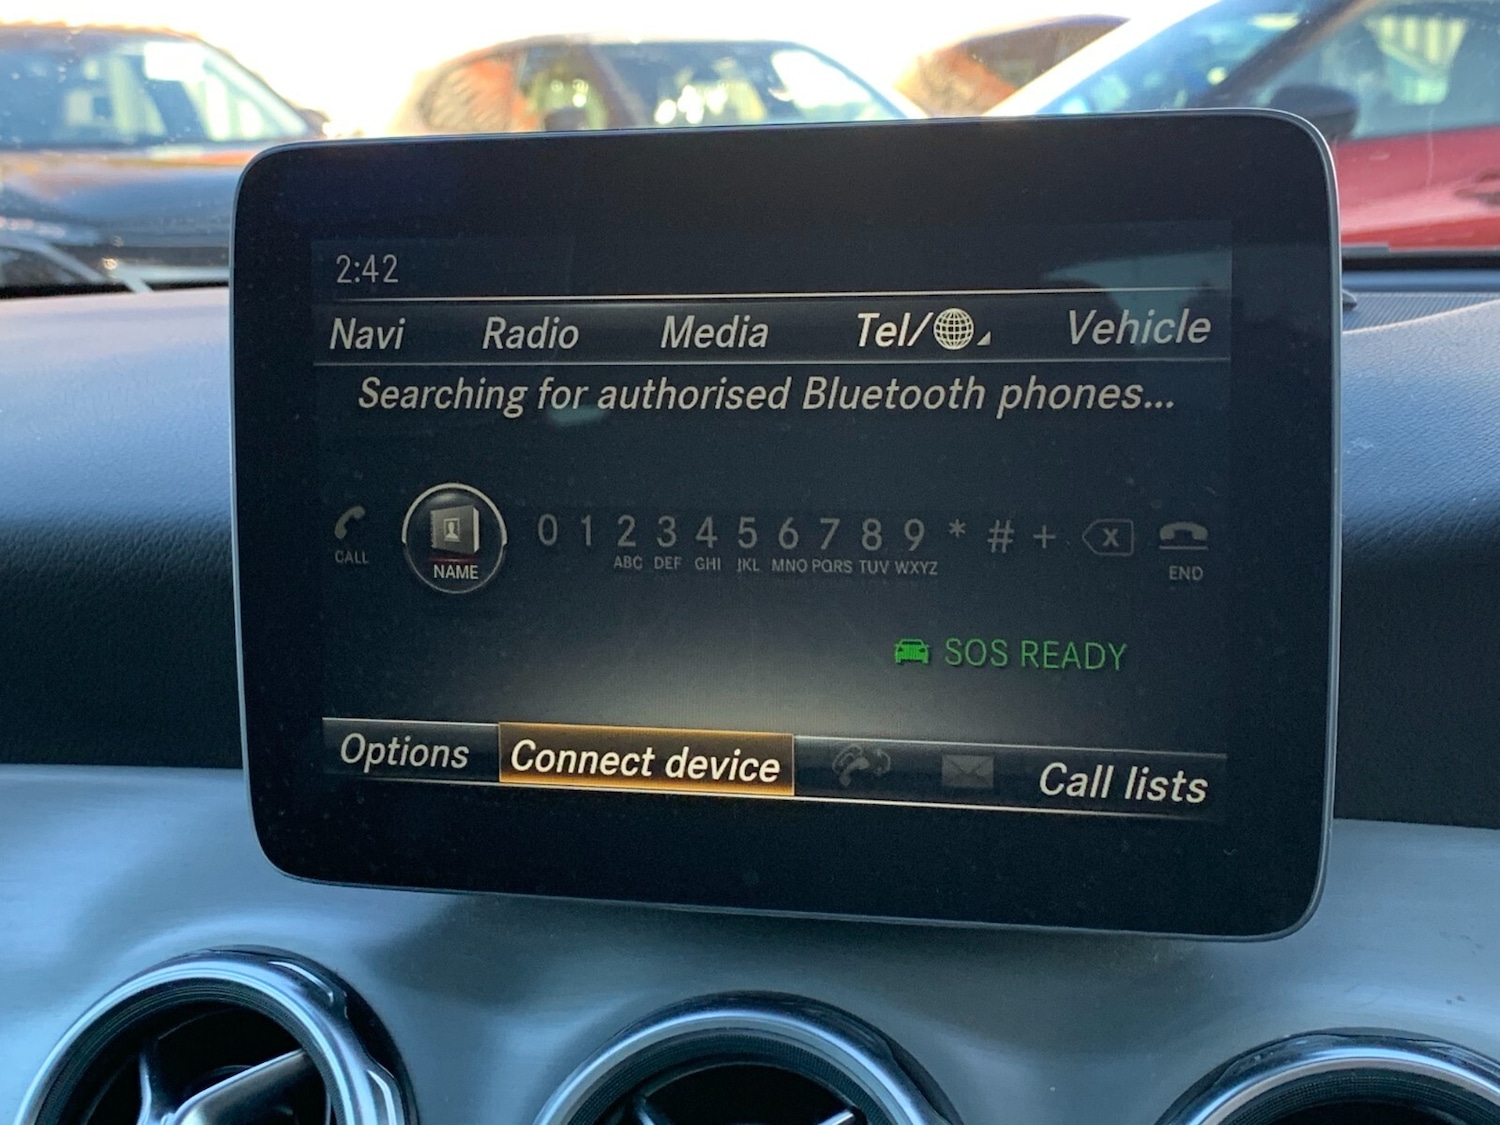 2:42
Navi Radio Media Tel/ Vehicle
Searching for authorised Bluetooth phones...
0 1 2 3 4 5 6 7 8 9 * # + X
CALL NAME ABC DEF GHI JKL MNO PQRS TUV WXYZ END
SOS READY
Options Connect device Call lists